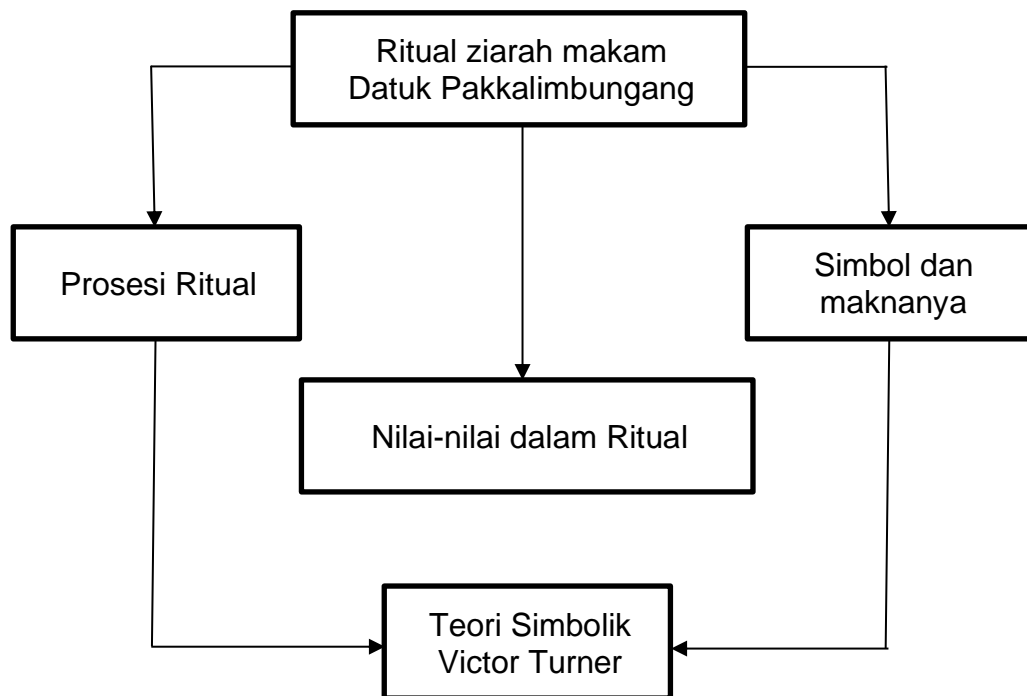 Ritual ziarah makam
Datuk Pakkalimbungang
Prosesi Ritual
Simbol dan
maknanya
Nilai-nilai dalam Ritual
Teori Simbolik
Victor Turner